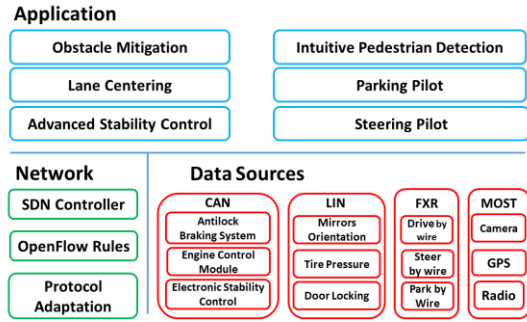 Application
Obstacle Mitigation
Intuitive Pedestrian Detection
Lane Centering
Parking Pilot
Advanced Stability Control
Steering Pilot
Network
SDN Controller
OpenFlow Rules
Protocol
Adaptation
Data Sources
CAN
Antilock
Braking System
Engine Control
Module
Electronic Stability
Control
LIN
Mirrors
Orientation
Tire Pressure
Door Locking
FXR
Drive by
wire
Steer
by wire
Park by
Wire
MOST
Camera
GPS
Radio